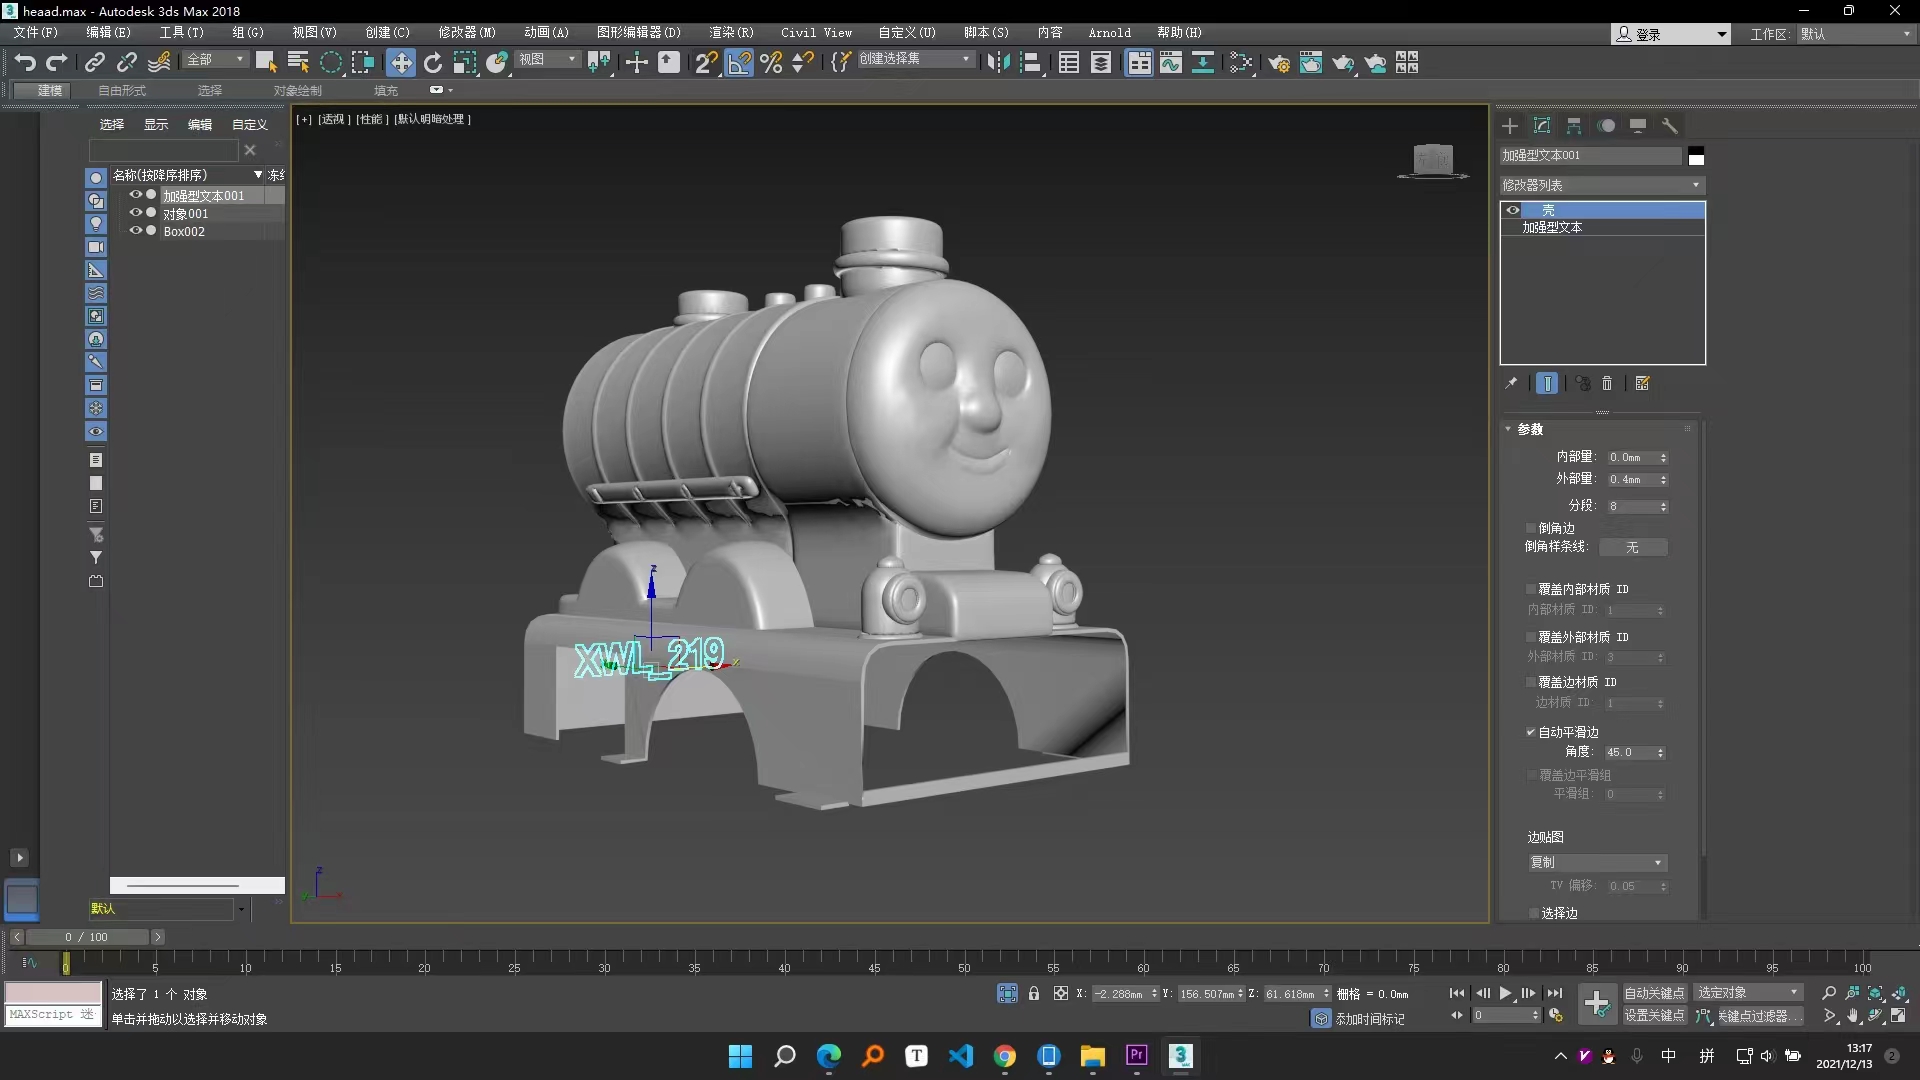 heaad.max - Autodesk 3ds Max 2018
文件(F) 编辑(E) 工具(T) 组(G) 视图(V) 创建(C) 修改器(M) 动画(A) 图形编辑器(D) 渲染(R) Civil View 自定义(U) 脚本(S) 内容 Arnold 帮助(H) 登录 工作区: 默认
全部 视图 创建选择集
建模 自由形式 选择 对象绘制 填充
选择 显示 编辑 自定义
名称(按降序排序) 冻
加强型文本001
对象001
Box002
默认
[+] [透视] [性能] [默认明暗处理]
XWL_219
z
x
加强型文本001
修改器列表
壳
加强型文本
参数
内部量: 0.0mm
外部量: 0.4mm
分段: 8
倒角边
倒角样条线: 无
覆盖内部材质 ID
内部材质 ID: 1
覆盖外部材质 ID
外部材质 ID: 3
覆盖边材质 ID
边材质 ID: 1
自动平滑边
角度: 45.0
覆盖边平滑组
平滑组: 0
边贴图
复制
TV 偏移: 0.05
选择边
0 / 100
0 5 10 15 20 25 30 35 40 45 50 55 60 65 70 75 80 85 90 95 100
选择了 1 个 对象
X: -2.288mm Y: 156.507mm Z: 61.618mm 栅格 = 0.0mm
自动关键点 选定对象
MAXScript 迷
单击并拖动以选择并移动对象
添加时间标记
0
设置关键点 关键点过滤器...
T Pr 3
中 拼
13:17
2021/12/13
2